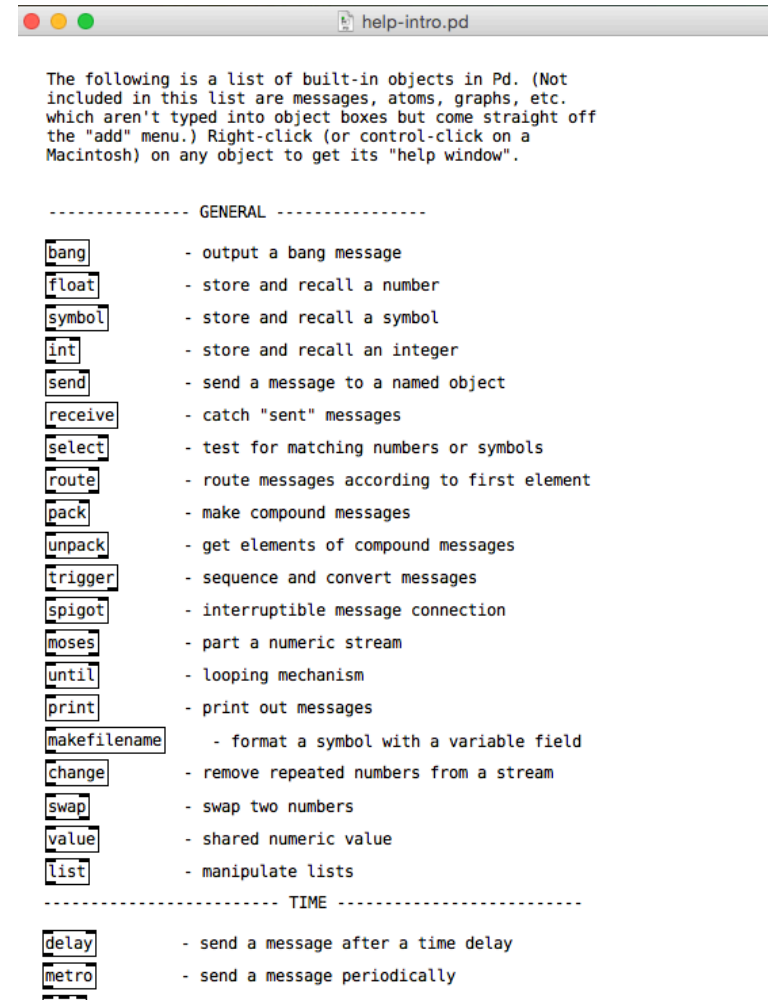 help-intro.pd
The following is a list of built-in objects in Pd. (Not
included in this list are messages, atoms, graphs, etc.
which aren't typed into object boxes but come straight off
the "add" menu.) Right-click (or control-click on a
Macintosh) on any object to get its "help window".
--------------- GENERAL ----------------
bang - output a bang message
float - store and recall a number
symbol - store and recall a symbol
int - store and recall an integer
send - send a message to a named object
receive - catch "sent" messages
select - test for matching numbers or symbols
route - route messages according to first element
pack - make compound messages
unpack - get elements of compound messages
trigger - sequence and convert messages
spigot - interruptible message connection
moses - part a numeric stream
until - looping mechanism
print - print out messages
makefilename - format a symbol with a variable field
change - remove repeated numbers from a stream
swap - swap two numbers
value - shared numeric value
list - manipulate lists
------------------------- TIME --------------------------
delay - send a message after a time delay
metro - send a message periodically